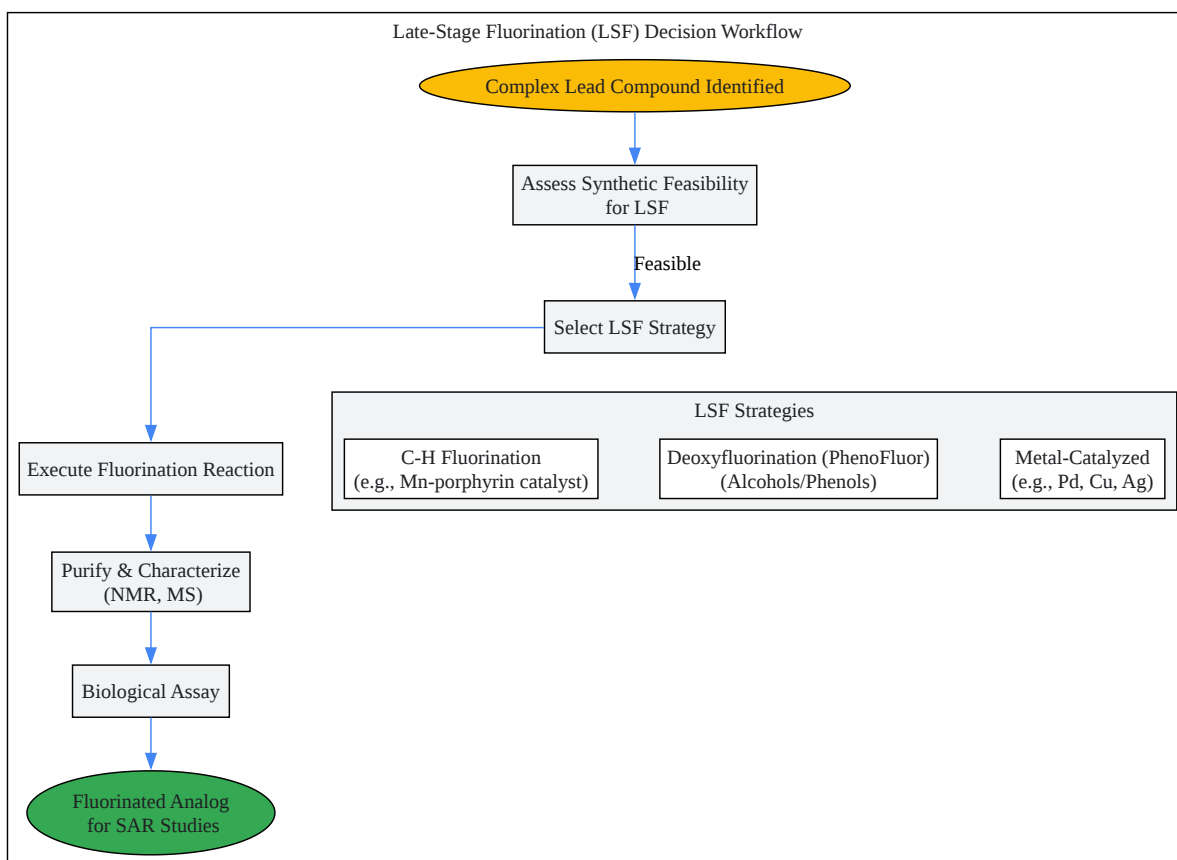 Late-Stage Fluorination (LSF) Decision Workflow
Complex Lead Compound Identified
Assess Synthetic Feasibility
for LSF
Feasible
Select LSF Strategy
LSF Strategies
C-H Fluorination
(e.g., Mn-porphyrin catalyst)
Deoxyfluorination (PhenoFluor)
(Alcohols/Phenols)
Metal-Catalyzed
(e.g., Pd, Cu, Ag)
Execute Fluorination Reaction
Purify & Characterize
(NMR, MS)
Biological Assay
Fluorinated Analog
for SAR Studies